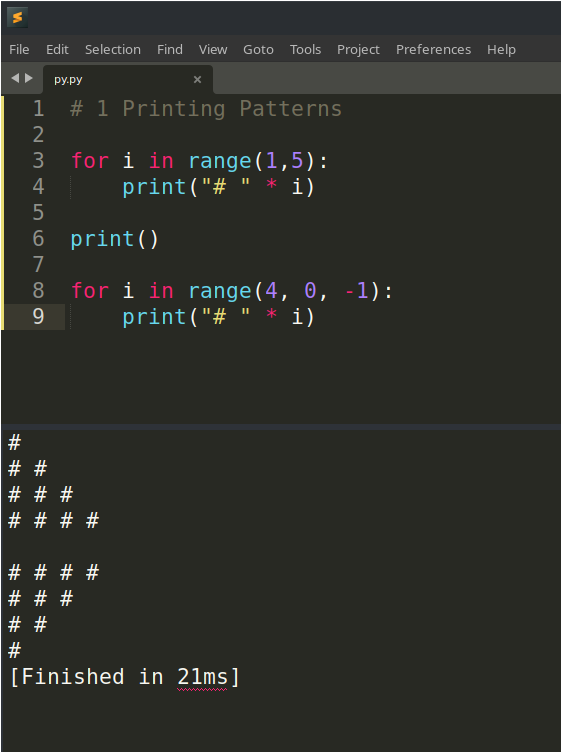 File Edit Selection Find View Goto Tools Project Preferences Help
py.py ×
1 # 1 Printing Patterns
2
3 for i in range(1,5):
4     print("# " * i)
5
6 print()
7
8 for i in range(4, 0, -1):
9     print("# " * i)
#
# #
# # #
# # # #

# # # #
# # #
# #
#
[Finished in 21ms]